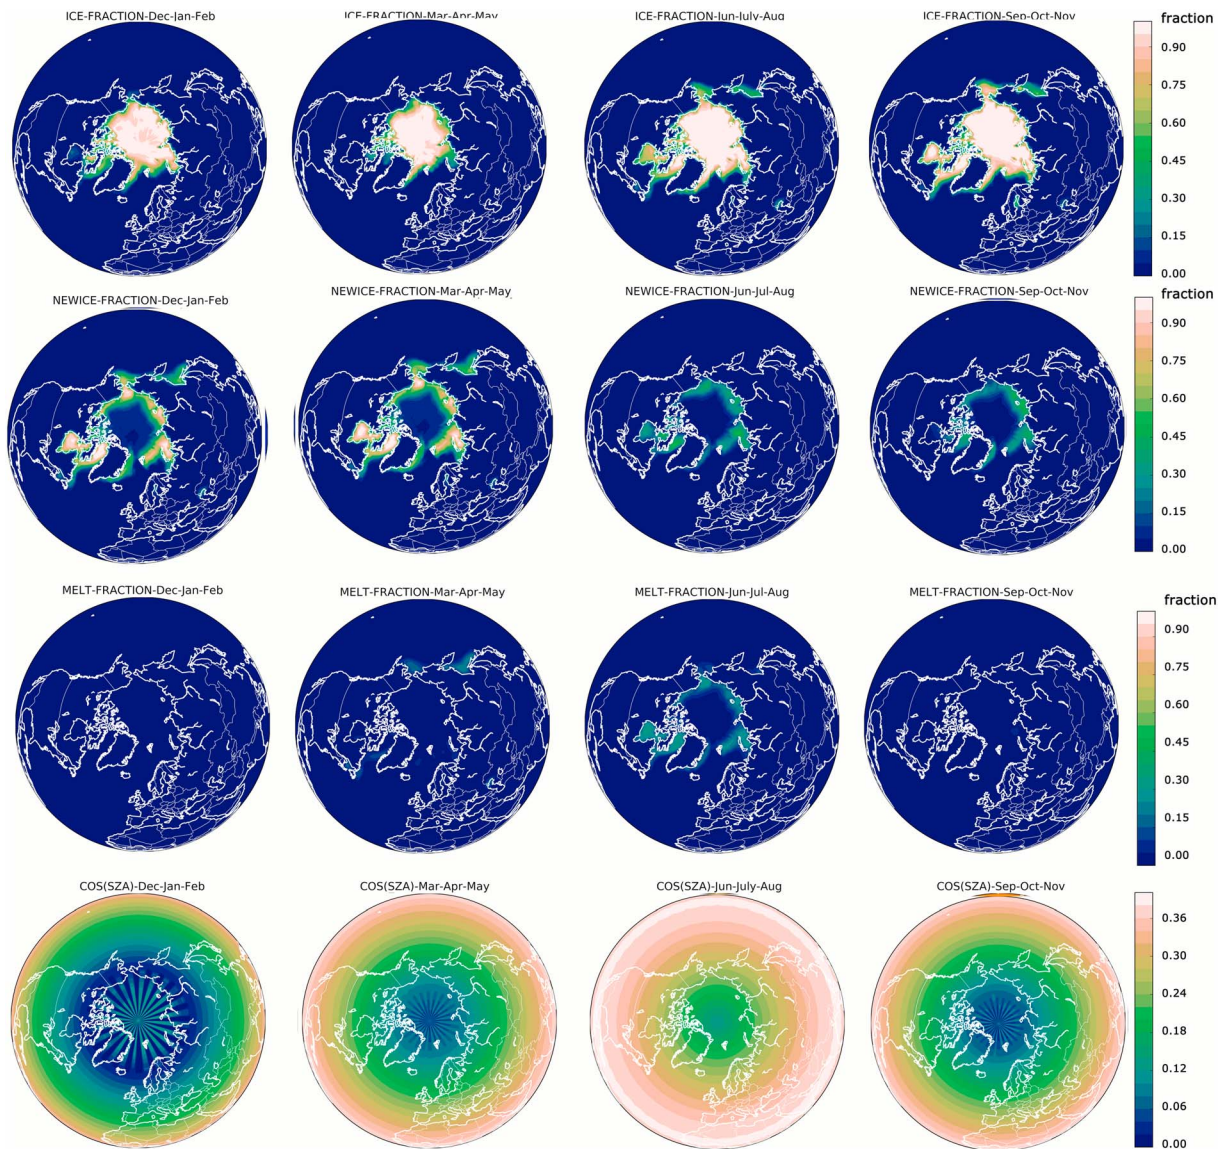 ICE-FRACTION-Dec-Jan-Feb
ICE-FRACTION-Mar-Apr-May
ICE-FRACTION-Jun-July-Aug
ICE-FRACTION-Sep-Oct-Nov
fraction
0.90
0.75
0.60
0.45
0.30
0.15
0.00
NEWICE-FRACTION-Dec-Jan-Feb
NEWICE-FRACTION-Mar-Apr-May
NEWICE-FRACTION-Jun-Jul-Aug
NEWICE-FRACTION-Sep-Oct-Nov
fraction
0.90
0.75
0.60
0.45
0.30
0.15
0.00
MELT-FRACTION-Dec-Jan-Feb
MELT-FRACTION-Mar-Apr-May
MELT-FRACTION-Jun-Jul-Aug
MELT-FRACTION-Sep-Oct-Nov
fraction
0.90
0.75
0.60
0.45
0.30
0.15
0.00
COS(SZA)-Dec-Jan-Feb
COS(SZA)-Mar-Apr-May
COS(SZA)-Jun-July-Aug
COS(SZA)-Sep-Oct-Nov
0.36
0.30
0.24
0.18
0.12
0.06
0.00